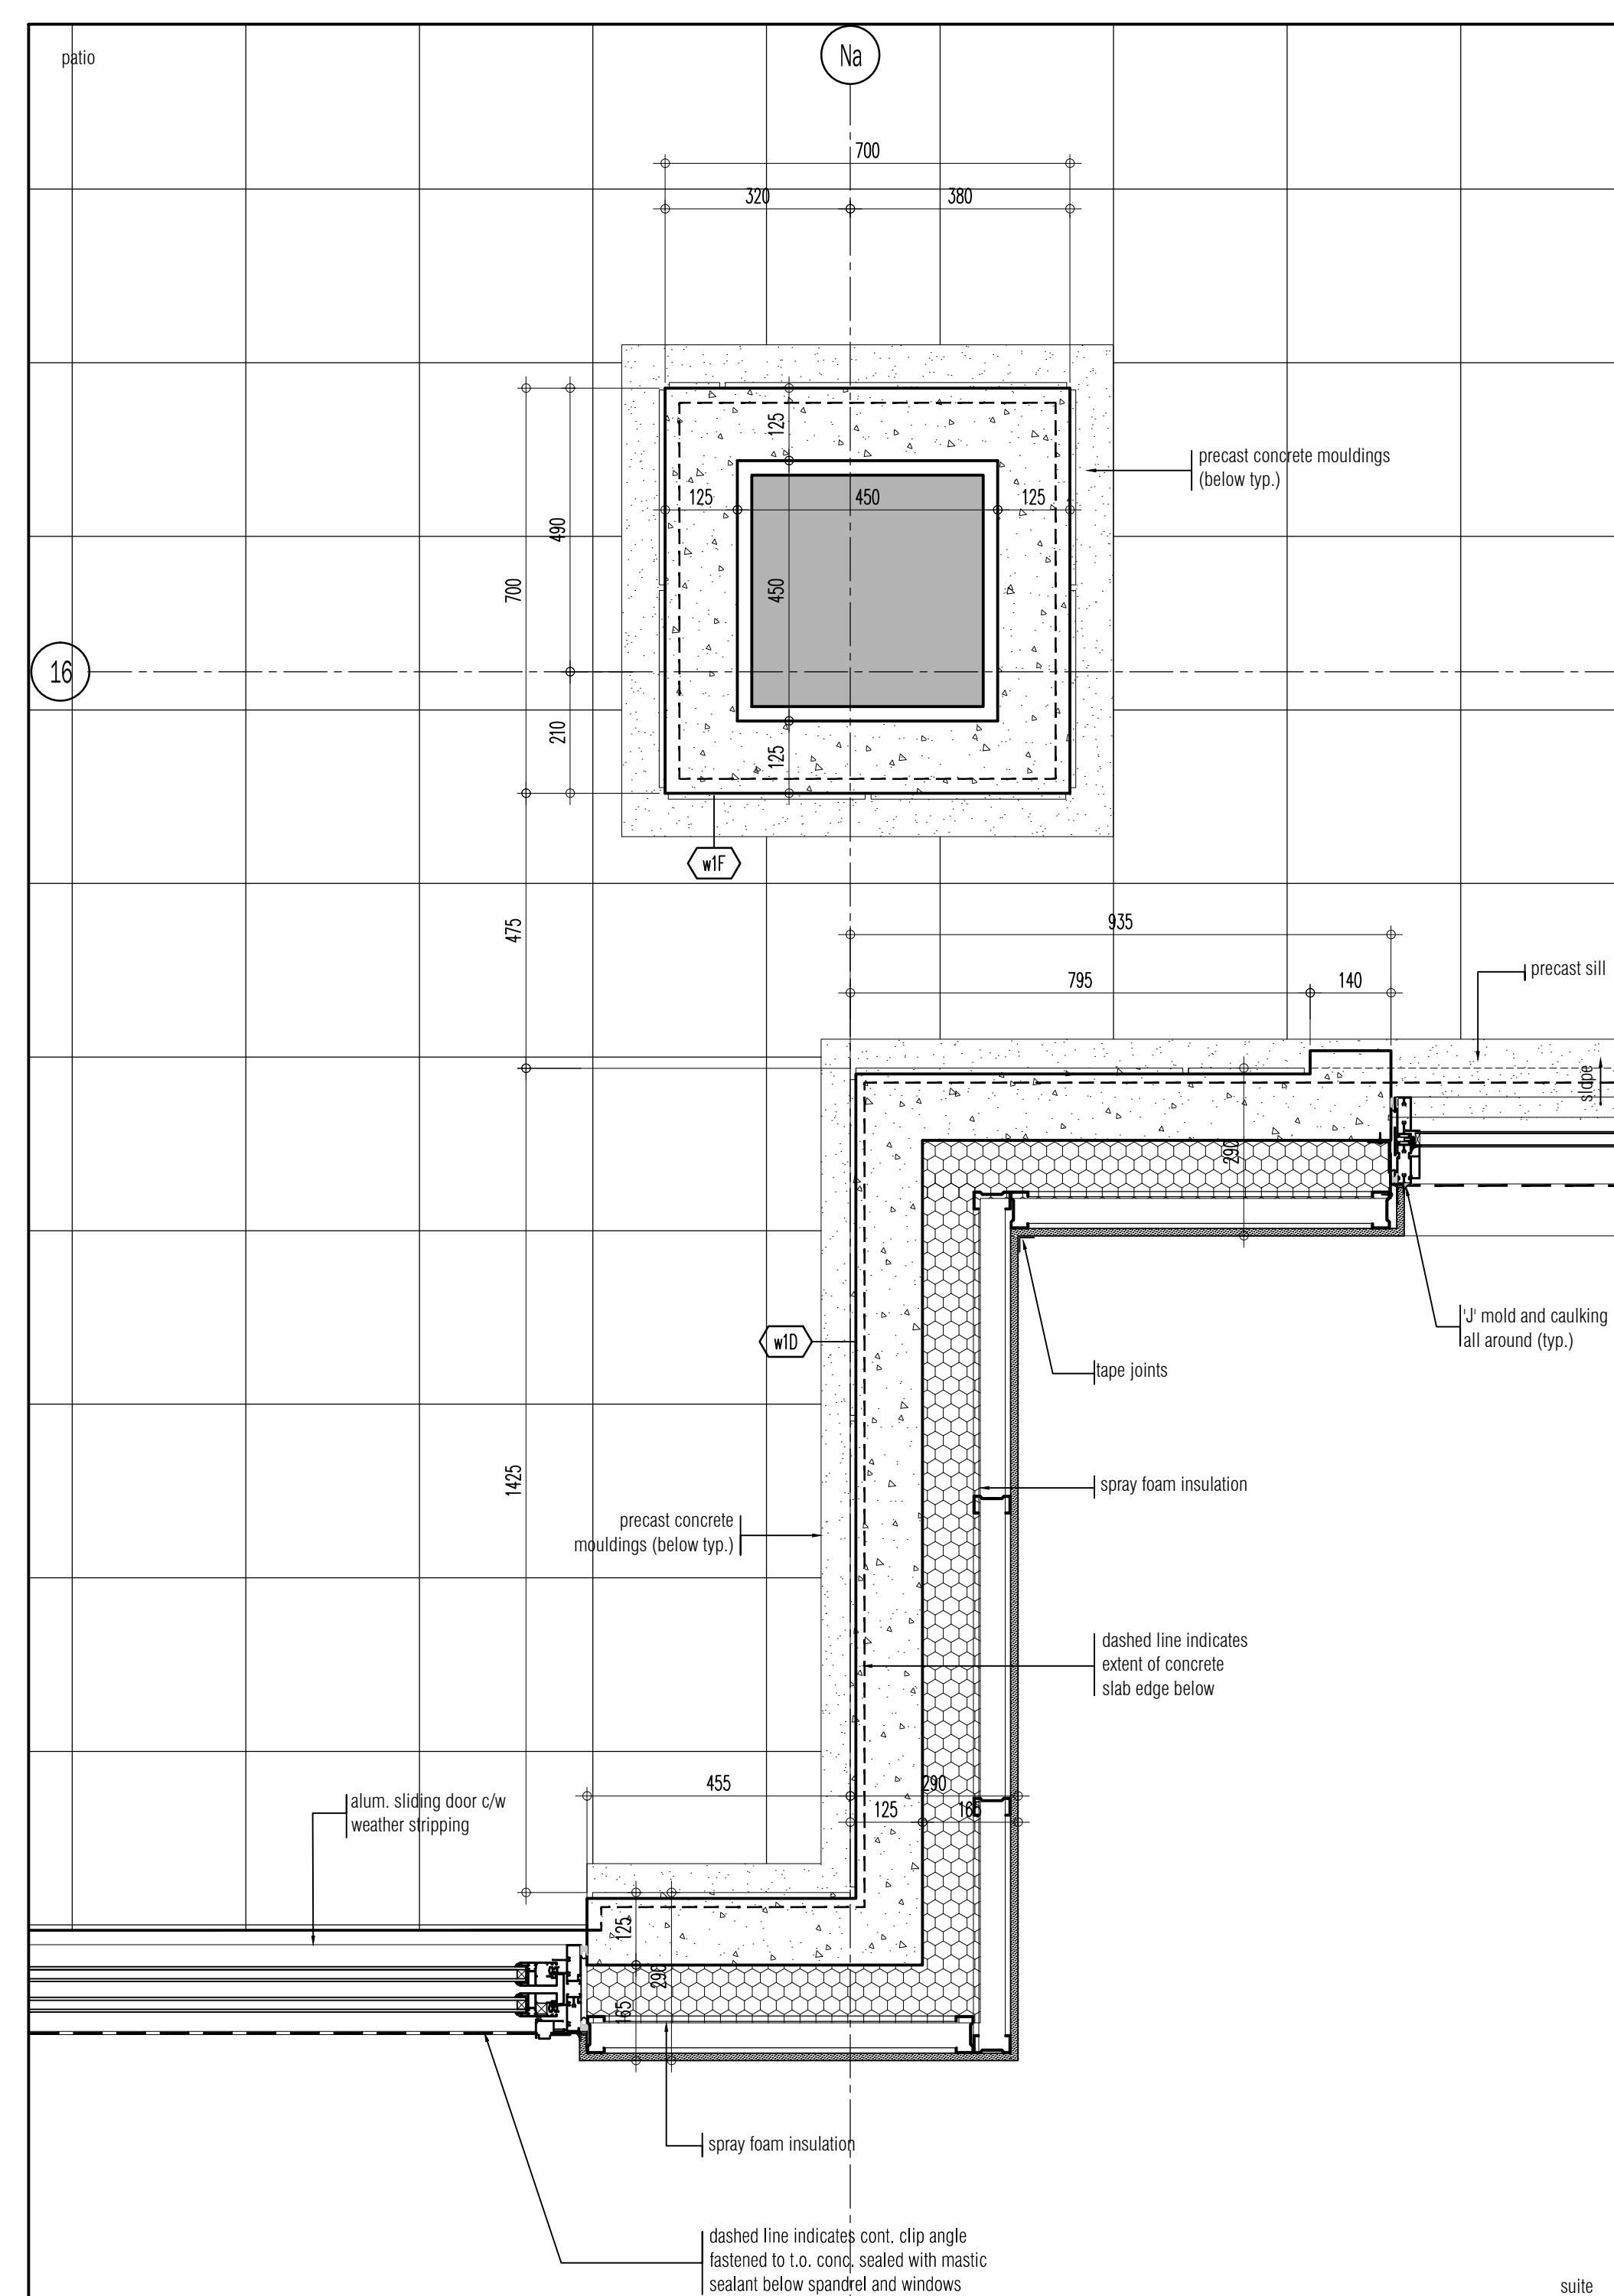 patio
Na
700
320
380
125
precast concrete mouldings
(below typ.)
125
450
125
490
700
450
16
210
125
w1F
475
935
precast sill
795
140
slope
290
'J' mold and caulking
all around (typ.)
w1D
tape joints
1425
spray foam insulation
precast concrete
mouldings (below typ.)
dashed line indicates
extent of concrete
slab edge below
455
290
125
165
alum. sliding door c/w
weather stripping
125
290
165
spray foam insulation
dashed line indicates cont. clip angle
fastened to t.o. conc. sealed with mastic
sealant below spandrel and windows
suite